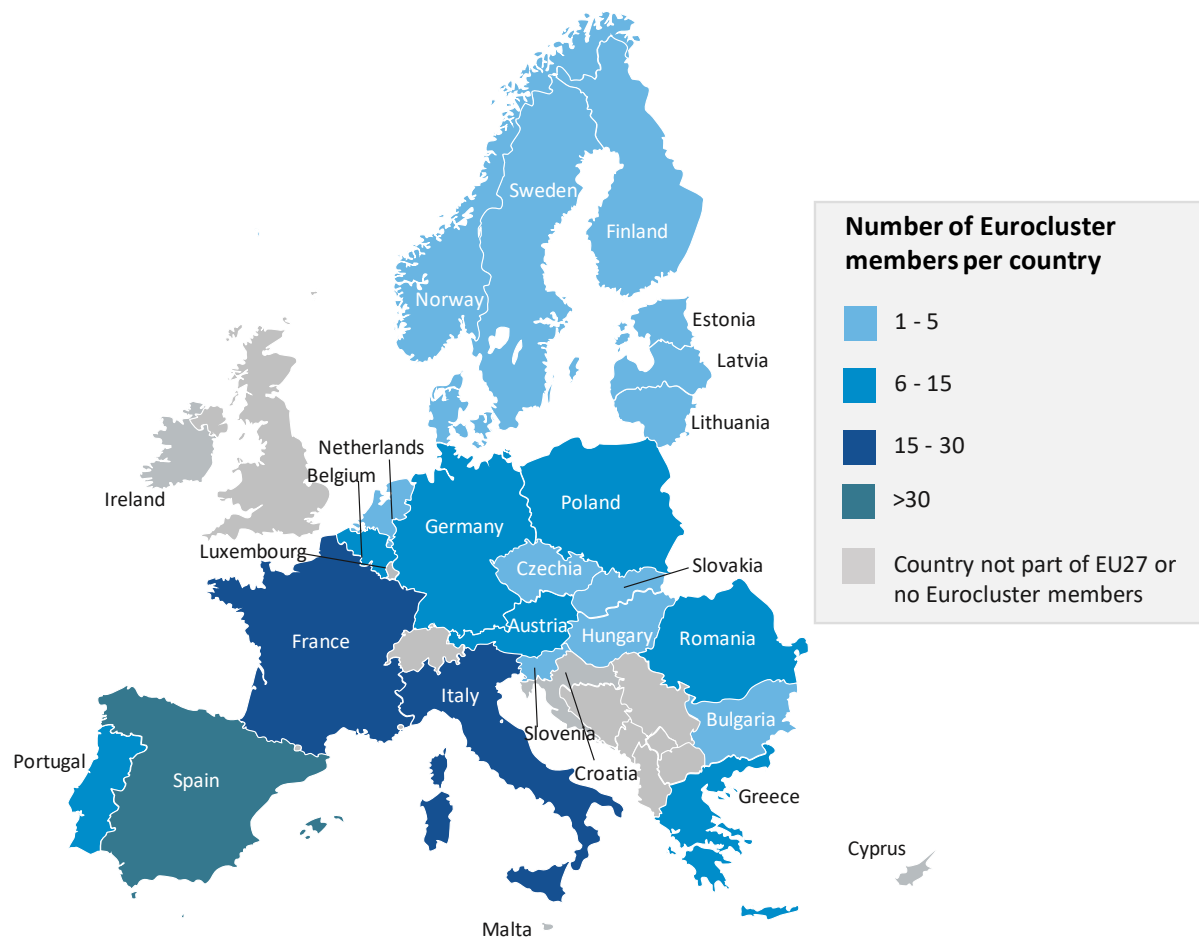 Sweden
Finland
Norway
Estonia
Latvia
Lithuania
Netherlands
Belgium
Ireland
Luxembourg
Germany
Poland
Czechia
Slovakia
Austria
Hungary
Romania
France
Italy
Slovenia
Croatia
Bulgaria
Portugal
Spain
Greece
Cyprus
Malta
Number of Eurocluster
members per country
1 - 5
6 - 15
15 - 30
>30
Country not part of EU27 or
no Eurocluster members